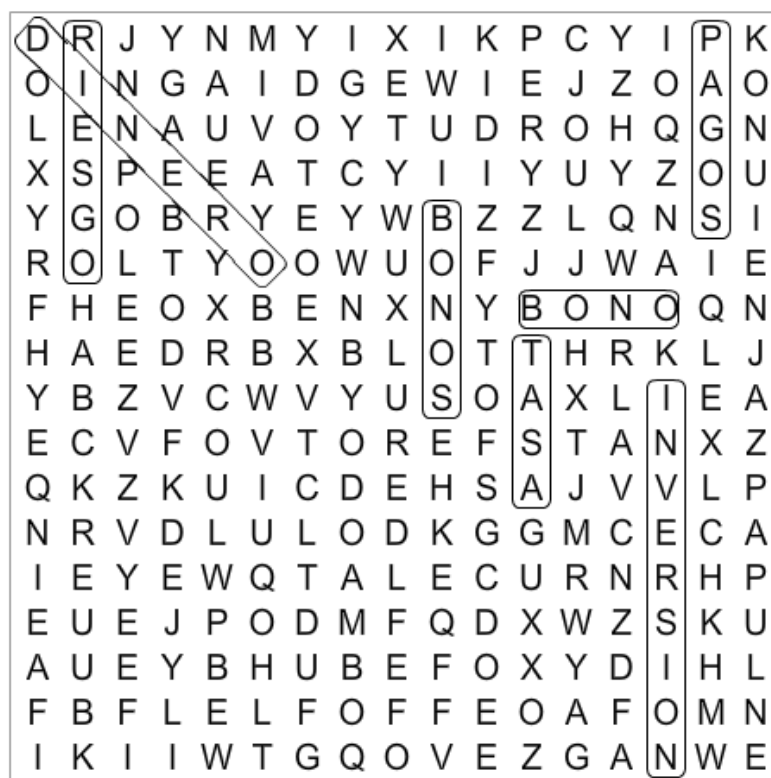 D R J Y N M Y I X I K P C Y I P K
O I N G A I D G E W I E J Z O A O
L E N A U V O Y T U D R O H Q G N
X S P E E A T C Y I I Y U Y Z O U
Y G O B R Y E Y W B Z Z L Q N S I
R O L T Y O O W U O F J J W A I E
F H E O X B E N X N Y B O N O Q N
H A E D R B X B L O T T H R K L J
Y B Z V C W V Y U S O A X L I E A
E C V F O V T O R E F S T A N X Z
Q K Z K U I C D E H S A J V V L P
N R V D L U L O D K G G M C E C A
I E Y E W Q T A L E C U R N R H P
E U E J P O D M F Q D X W Z S K U
A U E Y B H U B E F O X Y D I H L
F B F L E L F O F F E O A F O M N
I K I I W T G Q O V E Z G A N W E